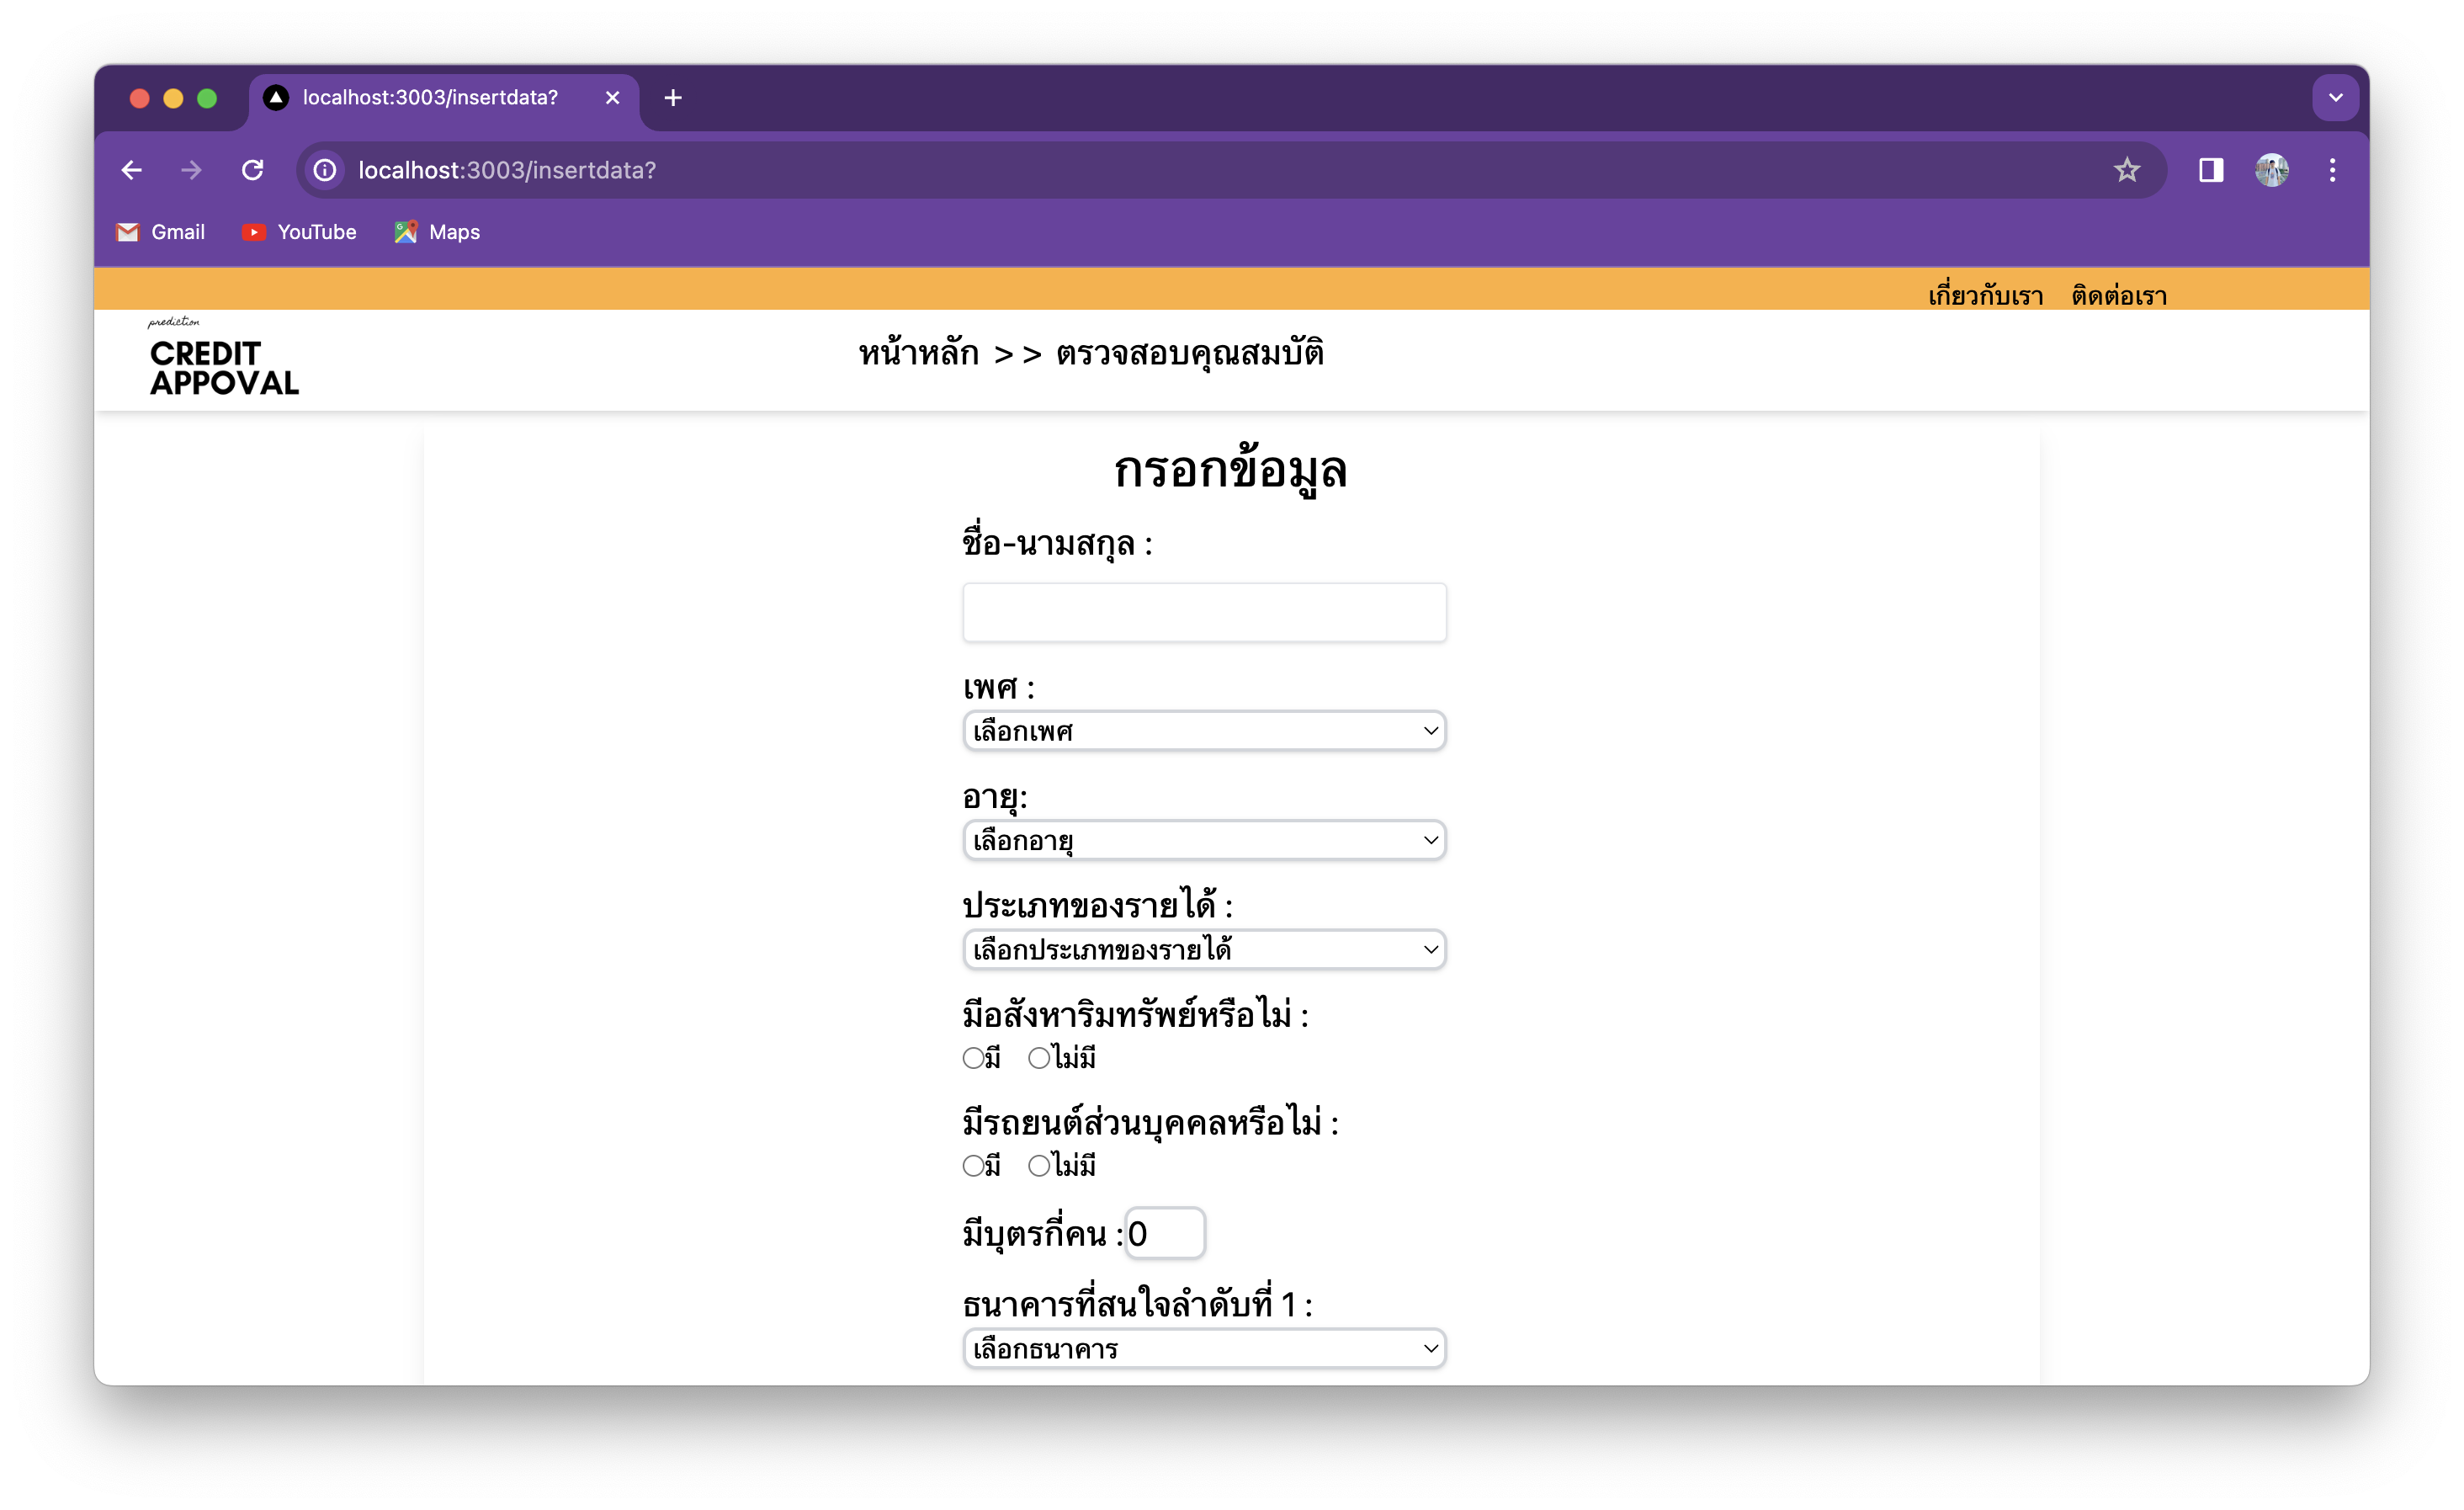 localhost:3003/insertdata?
localhost:3003/insertdata?
Gmail YouTube Maps
เกี่ยวกับเรา ติดต่อเรา
prediction
CREDIT
APPOVAL
หน้าหลัก >> ตรวจสอบคุณสมบัติ
กรอกข้อมูล
ชื่อ-นามสกุล :
เพศ :
เลือกเพศ
อายุ:
เลือกอายุ
ประเภทของรายได้ :
เลือกประเภทของรายได้
มีอสังหาริมทรัพย์หรือไม่ :
มี ไม่มี
มีรถยนต์ส่วนบุคคลหรือไม่ :
มี ไม่มี
มีบุตรกี่คน : 0
ธนาคารที่สนใจลำดับที่ 1 :
เลือกธนาคาร